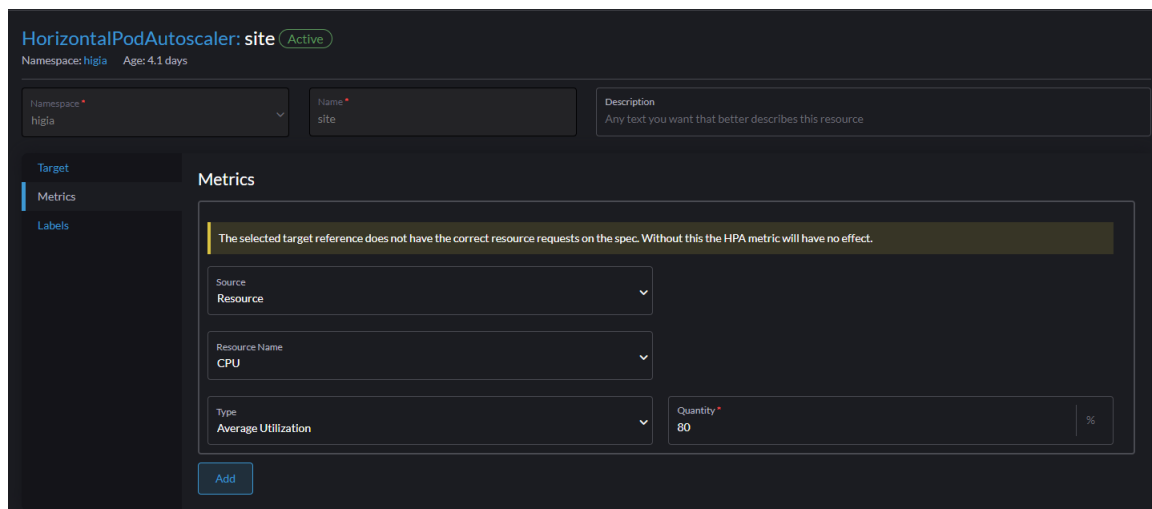 HorizontalPodAutoscaler: site Active
Namespace: higia Age: 4.1 days
Namespace *
higia
Name *
site
Description
Any text you want that better describes this resource
Target
Metrics
Labels
Metrics
The selected target reference does not have the correct resource requests on the spec. Without this the HPA metric will have no effect.
Source
Resource
Resource Name
CPU
Type
Average Utilization
Quantity *
80
%
Add